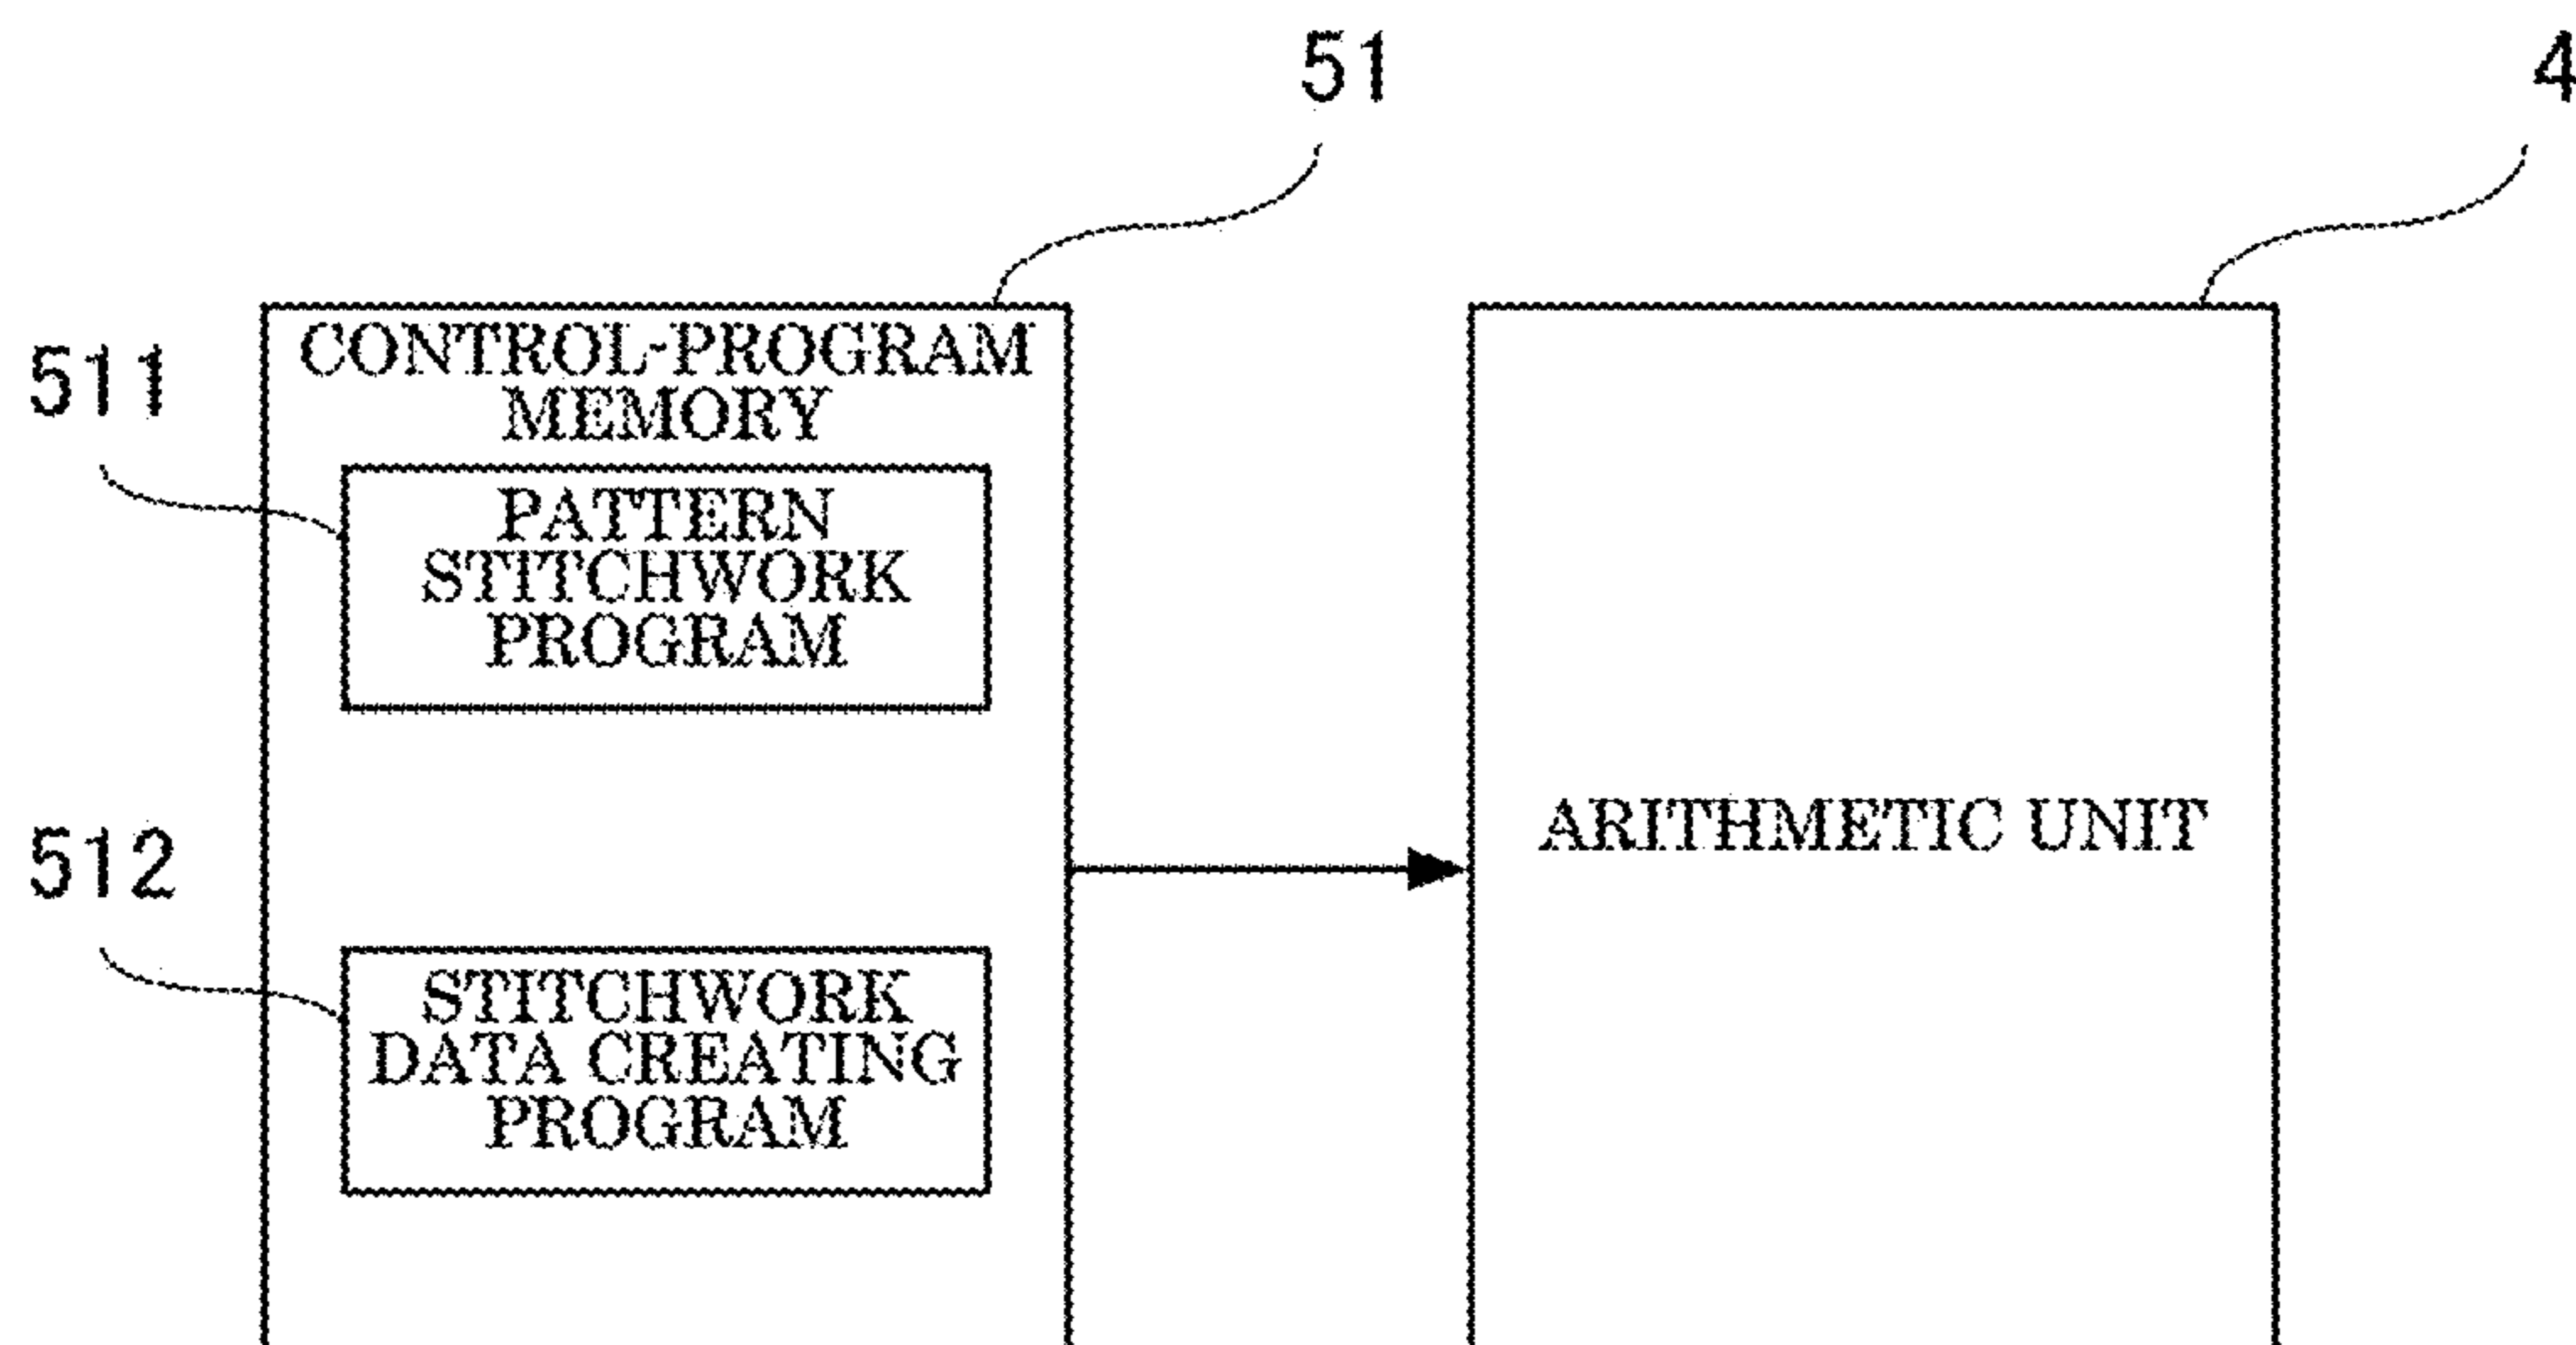 51
4
511
CONTROL-PROGRAM
MEMORY
PATTERN
STITCHWORK
PROGRAM
512
STITCHWORK
DATA CREATING
PROGRAM
ARITHMETIC UNIT